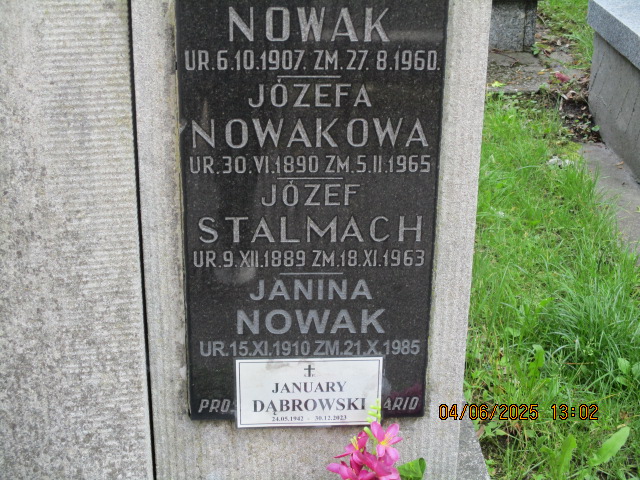 NOWAK
UR.6.10.1907. ZM.27.8.1960.
JÓZEFA
NOWAKOWA
UR.30.VI.1890 ZM.5.II.1965
JÓZEF
STALMACH
UR.9.XII.1889 ZM.18.XI.1963
JANINA
NOWAK
UR.15.XI.1910 ZM.21.X.1985
JANUARY
DĄBROWSKI
24.05.1942 - 30.12.2023
04/06/2025 13:02